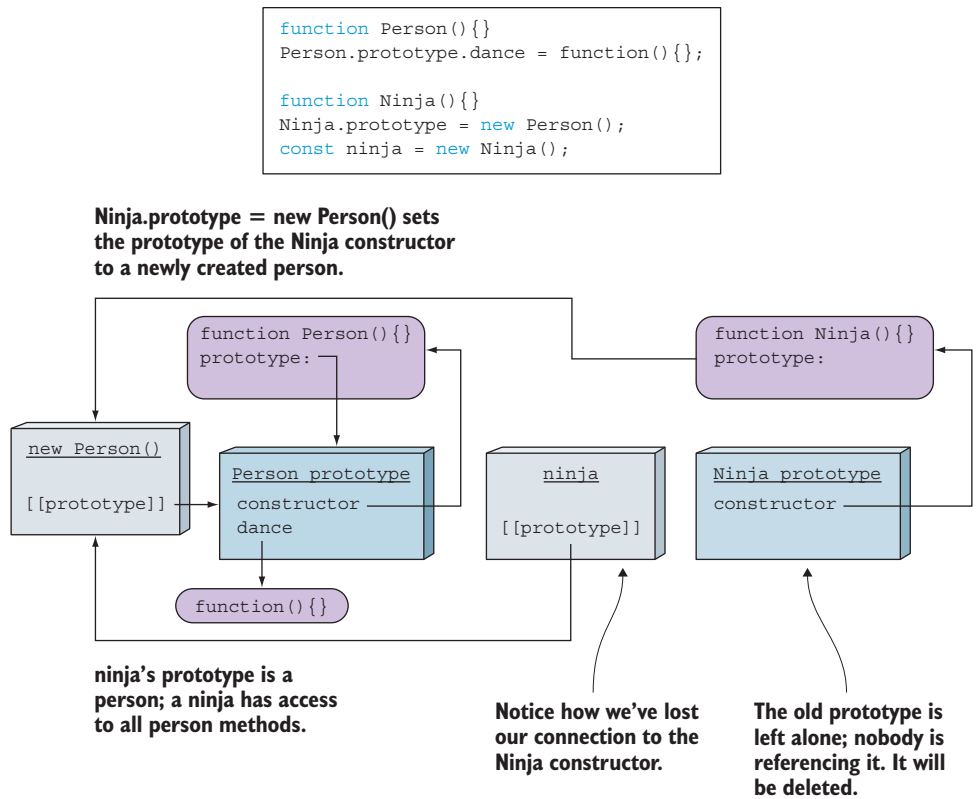 function Person(){}
Person.prototype.dance = function(){};
function Ninja(){}
Ninja.prototype = new Person();
const ninja = new Ninja();
Ninja.prototype = new Person() sets
the prototype of the Ninja constructor
to a newly created person.
function Person(){}
prototype:
function Ninja(){}
prototype:
new Person()
[[prototype]]
Person prototype
constructor
dance
ninja
[[prototype]]
Ninja prototype
constructor
function(){}
ninja's prototype is a
person; a ninja has access
to all person methods.
Notice how we've lost
our connection to the
Ninja constructor.
The old prototype is
left alone; nobody is
referencing it. It will
be deleted.